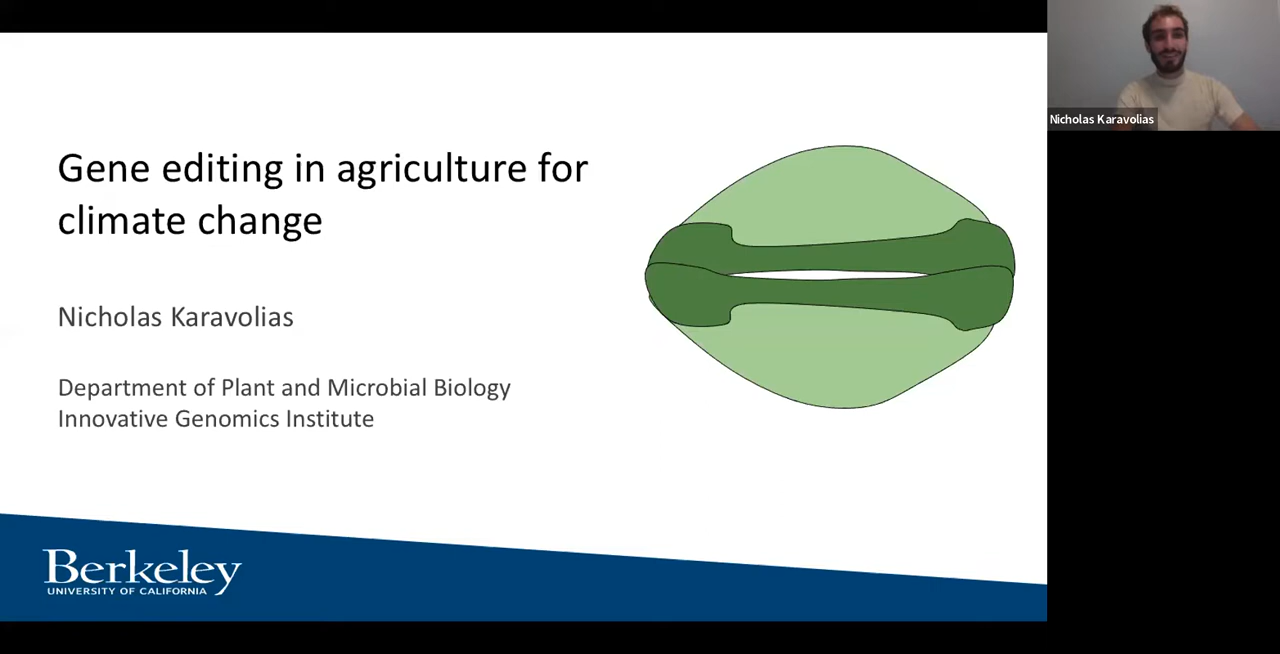 Gene editing in agriculture for
climate change
Nicholas Karavolias
Department of Plant and Microbial Biology
Innovative Genomics Institute
Berkeley
UNIVERSITY OF CALIFORNIA
Nicholas Karavolias